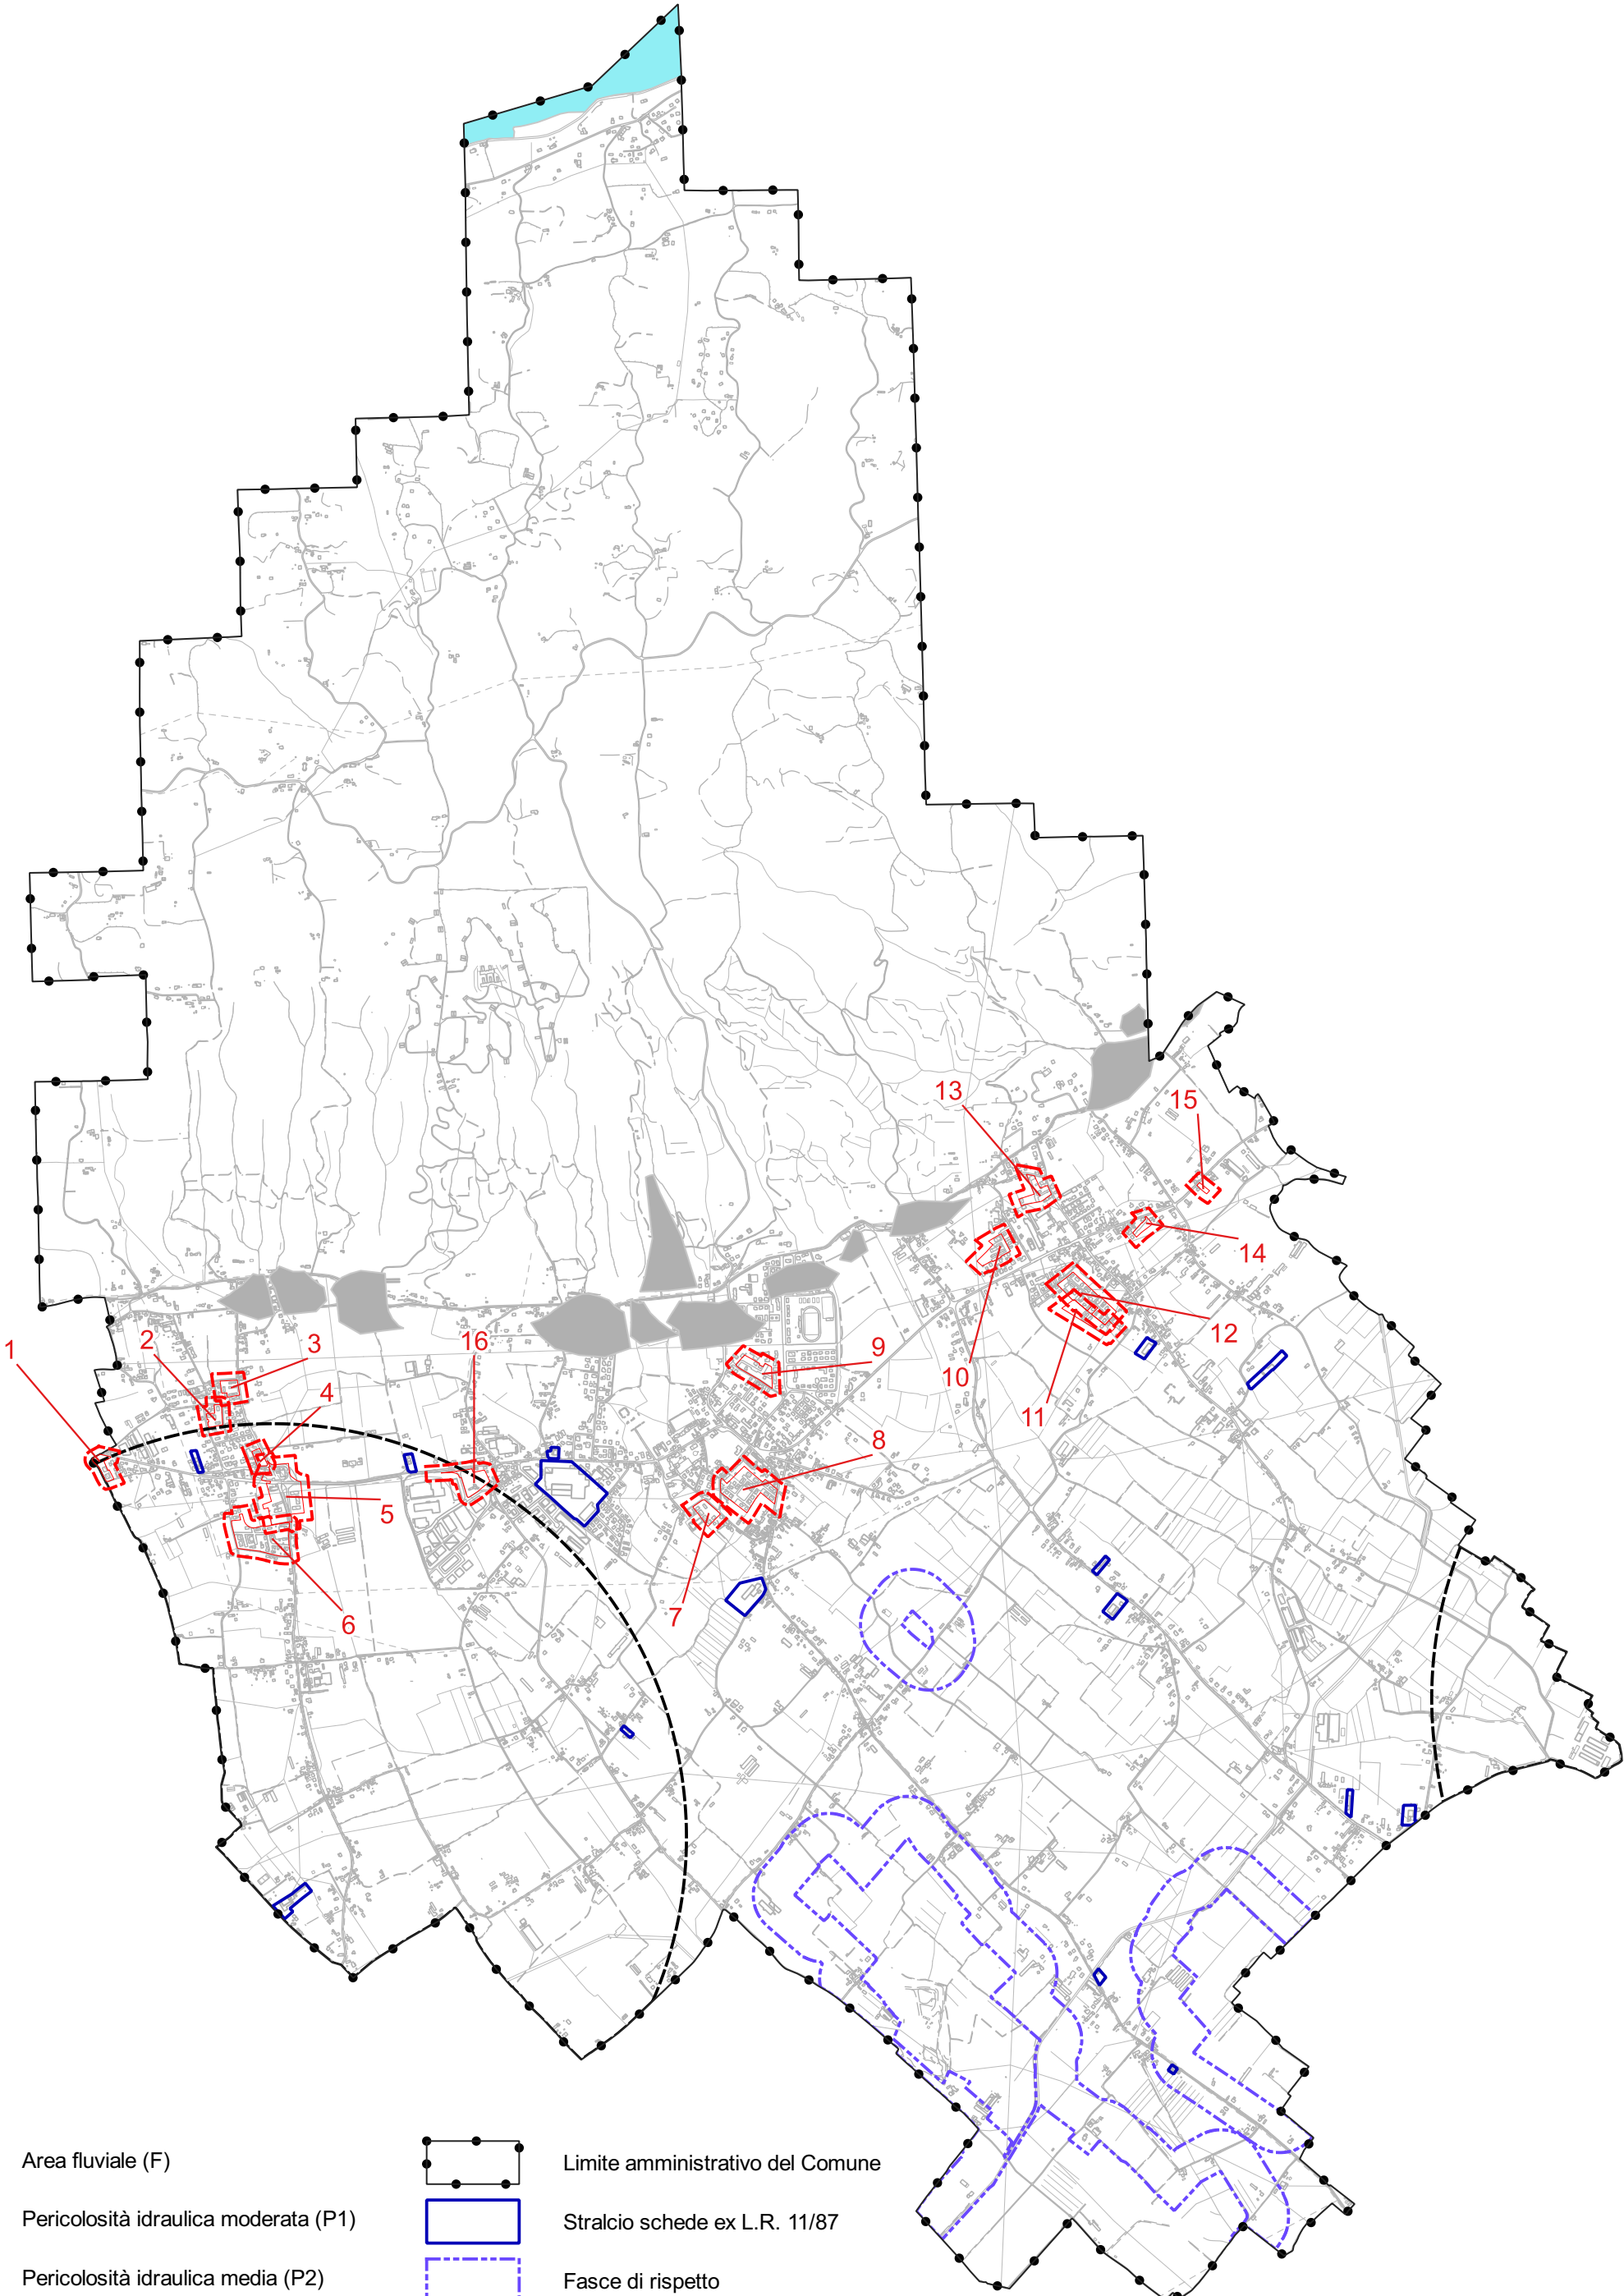 13
15
14
12
11
10
9
16
3
2
1
4
8
5
7
6
Area fluviale (F)
Limite amministrativo del Comune
Pericolosità idraulica moderata (P1)
Stralcio schede ex L.R. 11/87
Pericolosità idraulica media (P2)
Fasce di rispetto